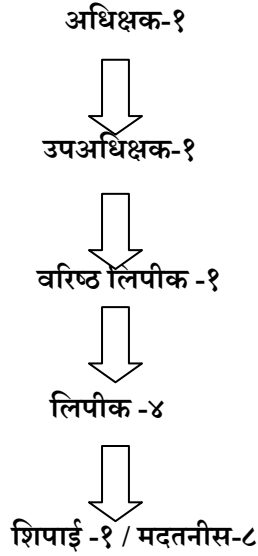 अधिक्षक-१
उपअधिक्षक-१
वरिष्ठ लिपीक -१
लिपीक -४
शिपाई -१ / मदतनीस-८